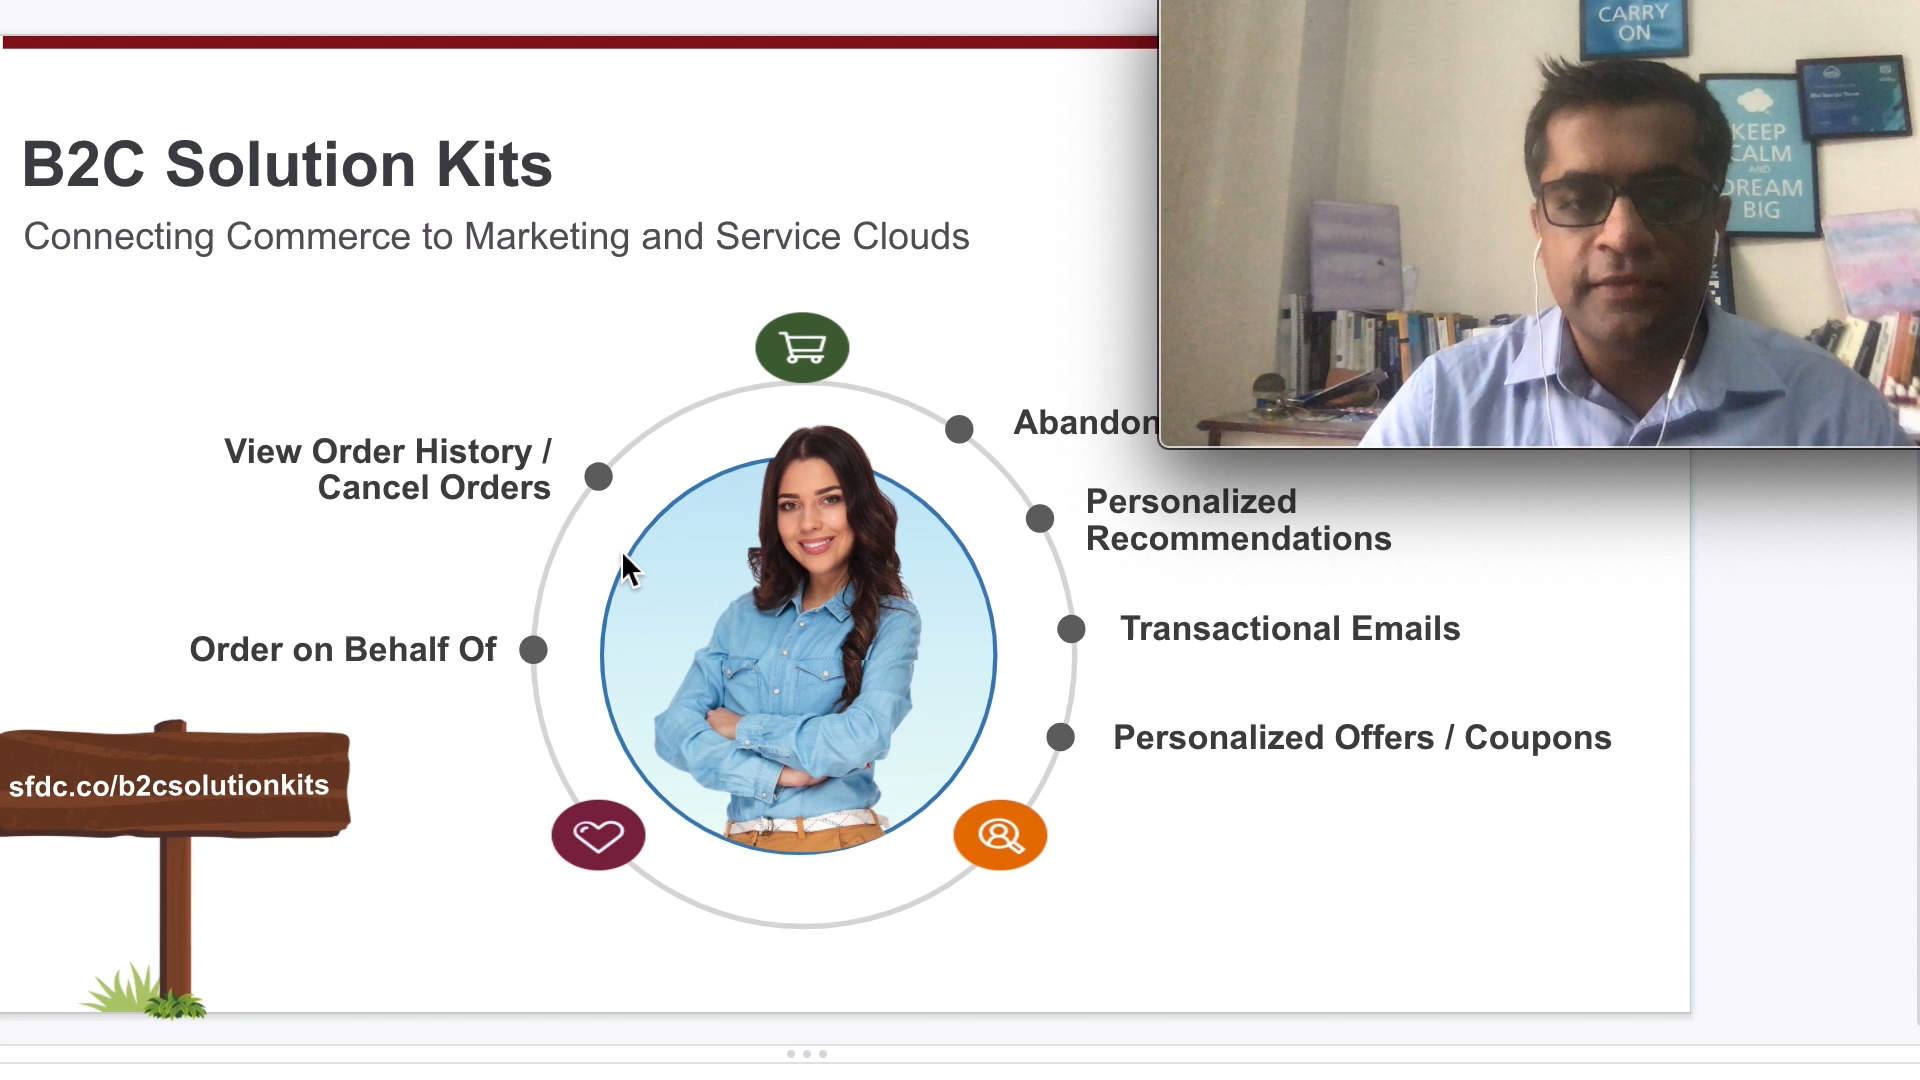 B2C Solution Kits
Connecting Commerce to Marketing and Service Clouds
View Order History /
Cancel Orders
Order on Behalf Of
Abandon
Personalized
Recommendations
Transactional Emails
Personalized Offers / Coupons
sfdc.co/b2csolutionkits
CARRY
ON
KEEP
CALM
AND
DREAM
BIG